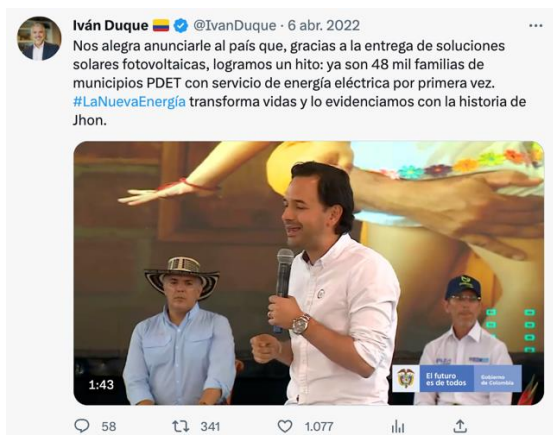 Iván Duque @IvanDuque · 6 abr. 2022
Nos alegra anunciarle al país que, gracias a la entrega de soluciones
solares fotovoltaicas, logramos un hito: ya son 48 mil familias de
municipios PDET con servicio de energía eléctrica por primera vez.
#LaNuevaEnergía transforma vidas y lo evidenciamos con la historia de
Jhon.
1:43
El futuro
es de todos
Gobierno
de Colombia
58 341 1.077